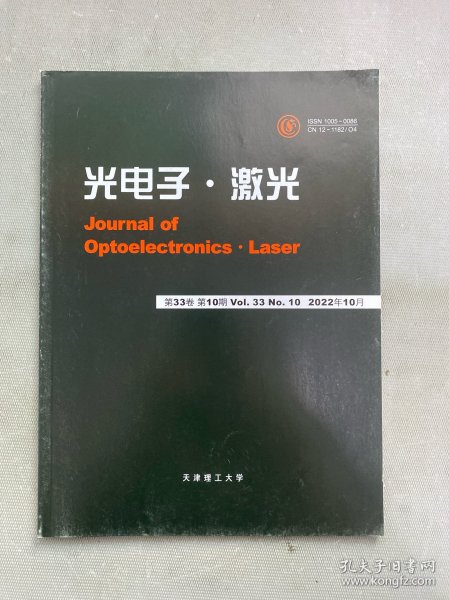 ISSN 1005-0086
CN 12-1182/O4
光电子·激光
Journal of
Optoelectronics · Laser
第33卷 第10期 Vol. 33 No. 10 2022年10月
天津理工大学
孔夫子旧书网
www.kongfz.com